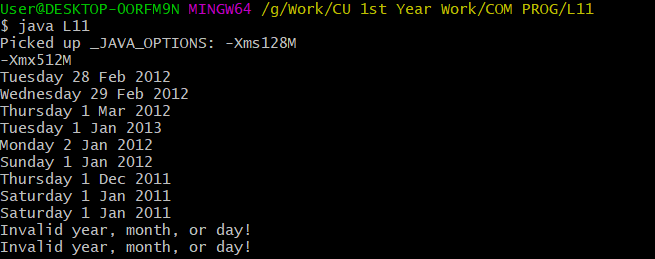 User@DESKTOP-OORFM9N MINGW64 /g/Work/CU 1st Year Work/COM PROG/L11
$ java L11
Picked up _JAVA_OPTIONS: -Xms128M
-Xmx512M
Tuesday 28 Feb 2012
Wednesday 29 Feb 2012
Thursday 1 Mar 2012
Tuesday 1 Jan 2013
Monday 2 Jan 2012
Sunday 1 Jan 2012
Thursday 1 Dec 2011
Saturday 1 Jan 2011
Saturday 1 Jan 2011
Invalid year, month, or day!
Invalid year, month, or day!